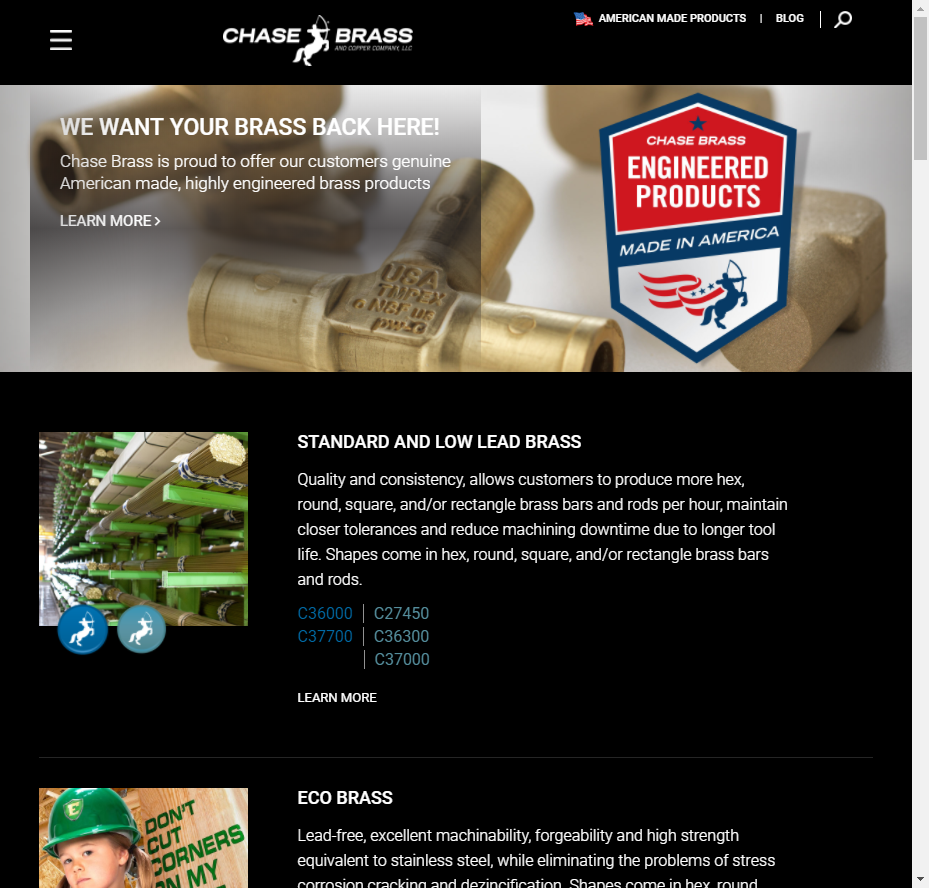 AMERICAN MADE PRODUCTS | BLOG
CHASE BRASS
AND COPPER COMPANY, LLC
WE WANT YOUR BRASS BACK HERE!
Chase Brass is proud to offer our customers genuine
American made, highly engineered brass products
LEARN MORE >
CHASE BRASS
ENGINEERED
PRODUCTS
MADE IN AMERICA
USA
STANDARD AND LOW LEAD BRASS
Quality and consistency, allows customers to produce more hex,
round, square, and/or rectangle brass bars and rods per hour, maintain
closer tolerances and reduce machining downtime due to longer tool
life. Shapes come in hex, round, square, and/or rectangle brass bars
and rods.
C36000 | C27450
C37700 | C36300
| C37000
LEARN MORE
E
DON'T
CUT
CORNERS
ON MY
ECO BRASS
Lead-free, excellent machinability, forgeability and high strength
equivalent to stainless steel, while eliminating the problems of stress
corrosion cracking and dezincification. Shapes come in hex, round,